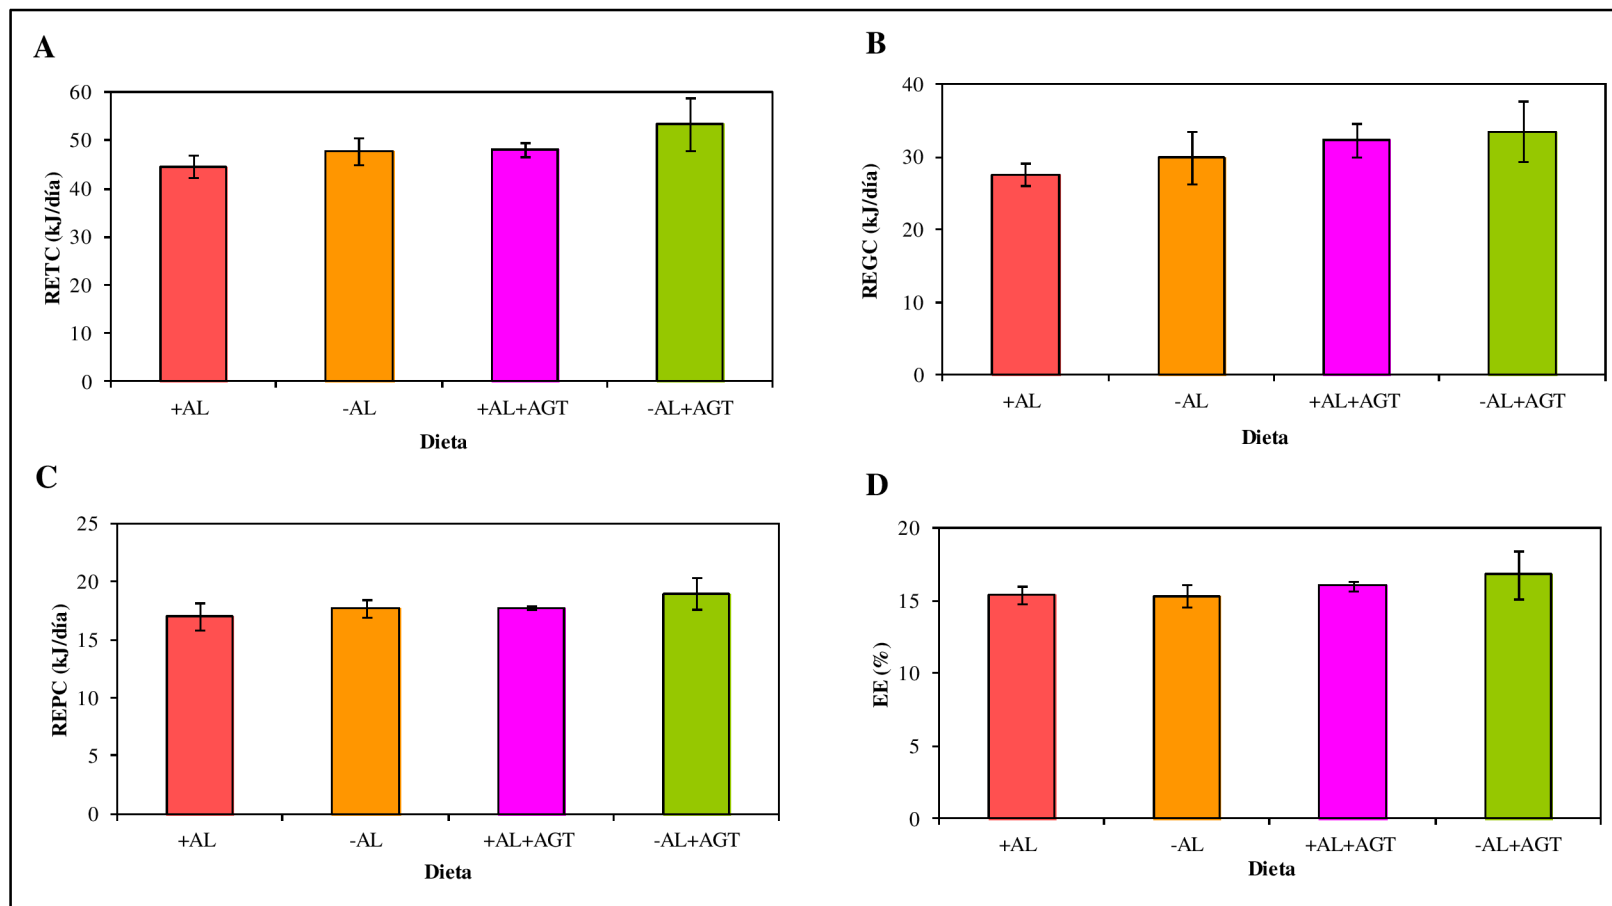 A
RETC (kJ/día)
60
50
40
30
20
10
0
+AL -AL +AL+AGT -AL+AGT
Dieta
B
REGC (kJ/día)
40
30
20
10
0
+AL -AL +AL+AGT -AL+AGT
Dieta
C
REPC (kJ/día)
25
20
15
10
5
0
+AL -AL +AL+AGT -AL+AGT
Dieta
D
EE (%)
20
15
10
5
0
+AL -AL +AL+AGT -AL+AGT
Dieta